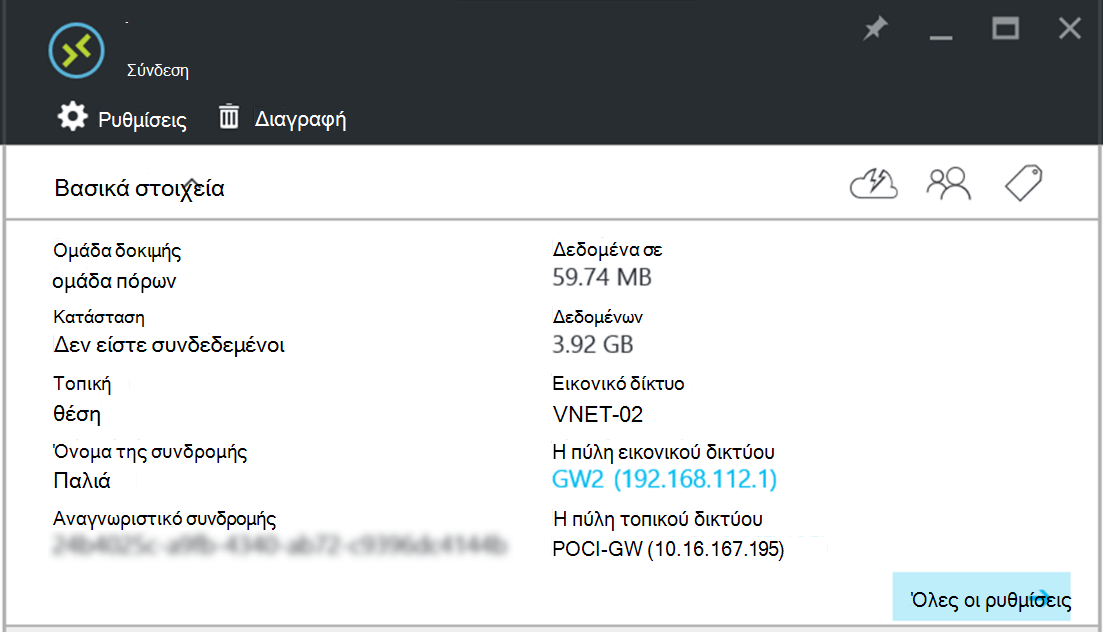 Σύνδεση
Ρυθμίσεις
Διαγραφή
Βασικά στοιχεία
Ομάδα δοκιμής
ομάδα πόρων
Κατάσταση
Δεν είστε συνδεδεμένοι
Τοπική
θέση
Όνομα της συνδρομής
Παλιά
Αναγνωριστικό συνδρομής
Δεδομένα σε
59.74 MB
Δεδομένων
3.92 GB
Εικονικό δίκτυο
VNET-02
Η πύλη εικονικού δικτύου
GW2 (192.168.112.1)
Η πύλη τοπικού δικτύου
POCI-GW (10.16.167.195)
Όλες οι ρυθμίσεις